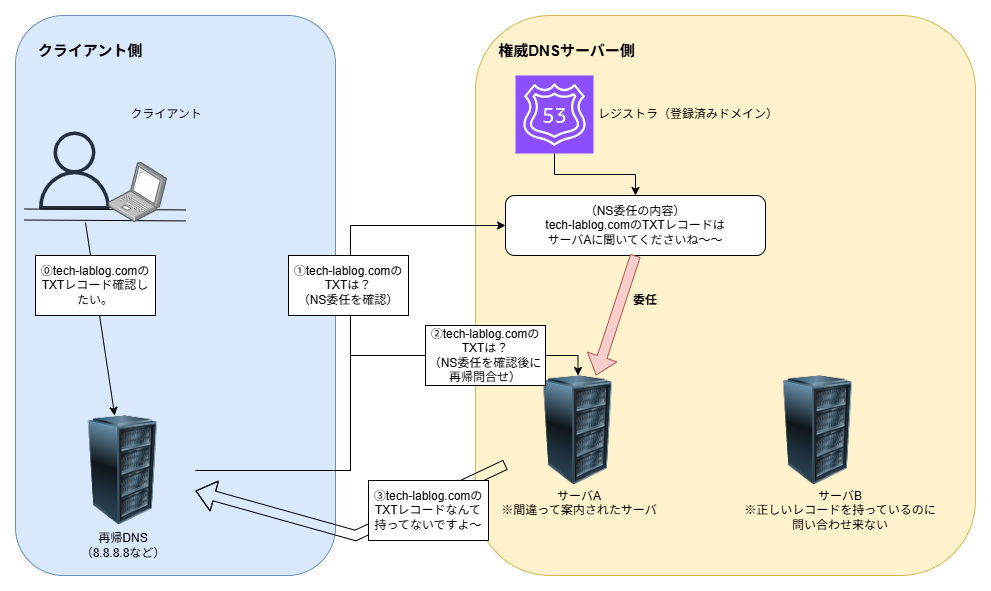 クライアント側
クライアント
⓪tech-lablog.comの
TXTレコード確認し
たい。
再帰DNS
（8.8.8.8など）
①tech-lablog.comの
TXTは？
（NS委任を確認）
権威DNSサーバー側
53
レジストラ（登録済みドメイン）
（NS委任の内容）
tech-lablog.comのTXTレコードは
サーバAに聞いてくださいね～～
委任
②tech-lablog.comの
TXTは？
（NS委任を確認後に
再帰問合せ）
③tech-lablog.comの
TXTレコードなんて
持ってないですよ～
サーバA
※間違って案内されたサーバ
サーバB
※正しいレコードを持っているのに
問い合わせ来ない